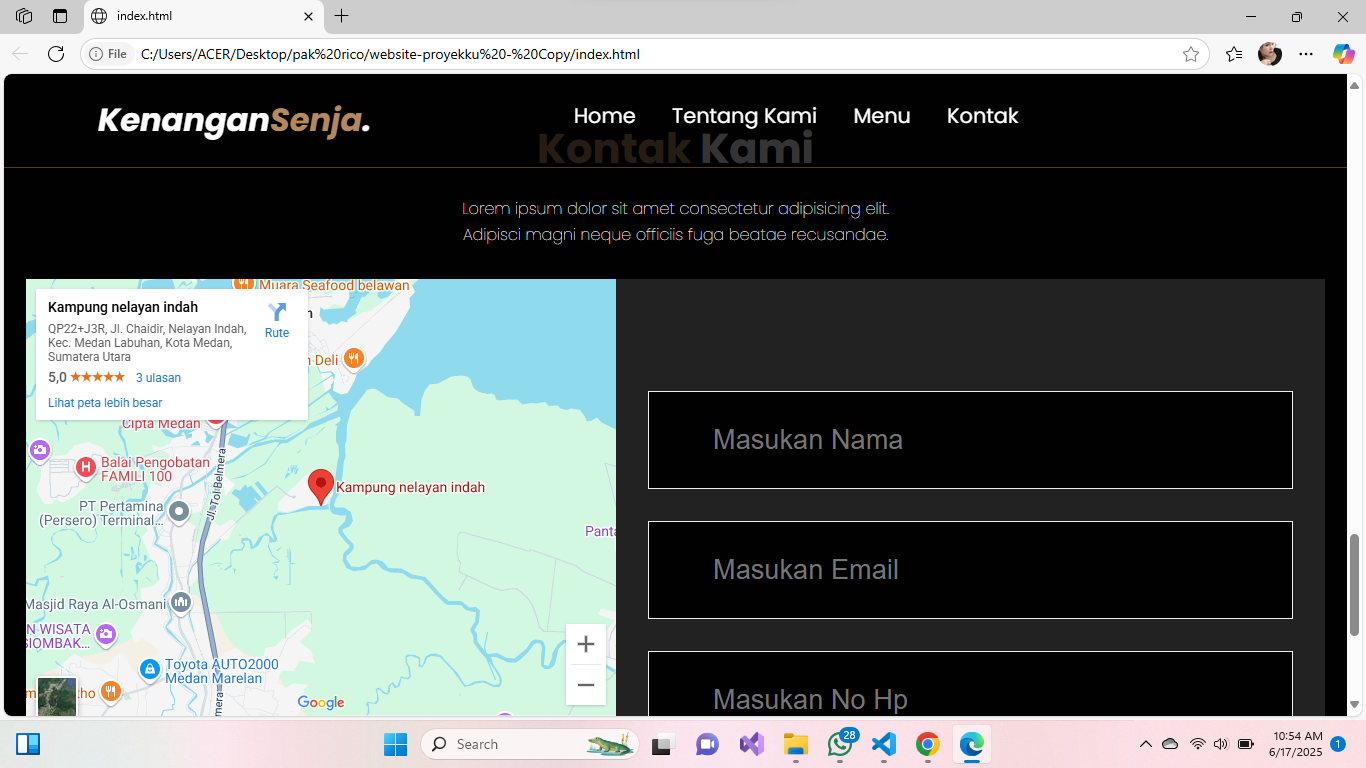 index.html
File
C:/Users/ACER/Desktop/pak%20rico/website-proyekku%20-%20Copy/index.html
KenanganSenja.
Home
Tentang Kami
Menu
Kontak
Kontak Kami
Lorem ipsum dolor sit amet consectetur adipisicing elit.
Adipisci magni neque officiis fuga beatae recusandae.
Muara Seafood belawan
Kampung nelayan indah
QP22+J3R, Jl. Chaidir, Nelayan Indah,
Kec. Medan Labuhan, Kota Medan,
Sumatera Utara
5,0
3 ulasan
Lihat peta lebih besar
Rute
n
n Deli
Cipta Medan
Balai Pengobatan
FAMILI 100
Jl. Tol Belmera
PT Pertamina
(Persero) Terminal...
Kampung nelayan indah
Panta
Masjid Raya Al-Osmani
N WISATA
SIOMBAK...
Toyota AUTO2000
Medan Marelan
tho
mera
Google
Masukan Nama
Masukan Email
Masukan No Hp
Search
28
10:54 AM
6/17/2025
1